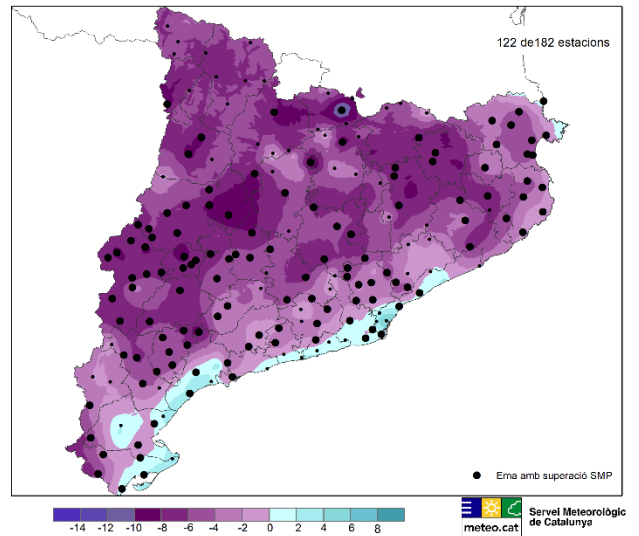 122 de182 estacions
Ema amb superació SMP
-14 -12 -10 -8 -6 -4 -2 0 2 4 6 8
meteo.cat
Servei Meteorològic
de Catalunya